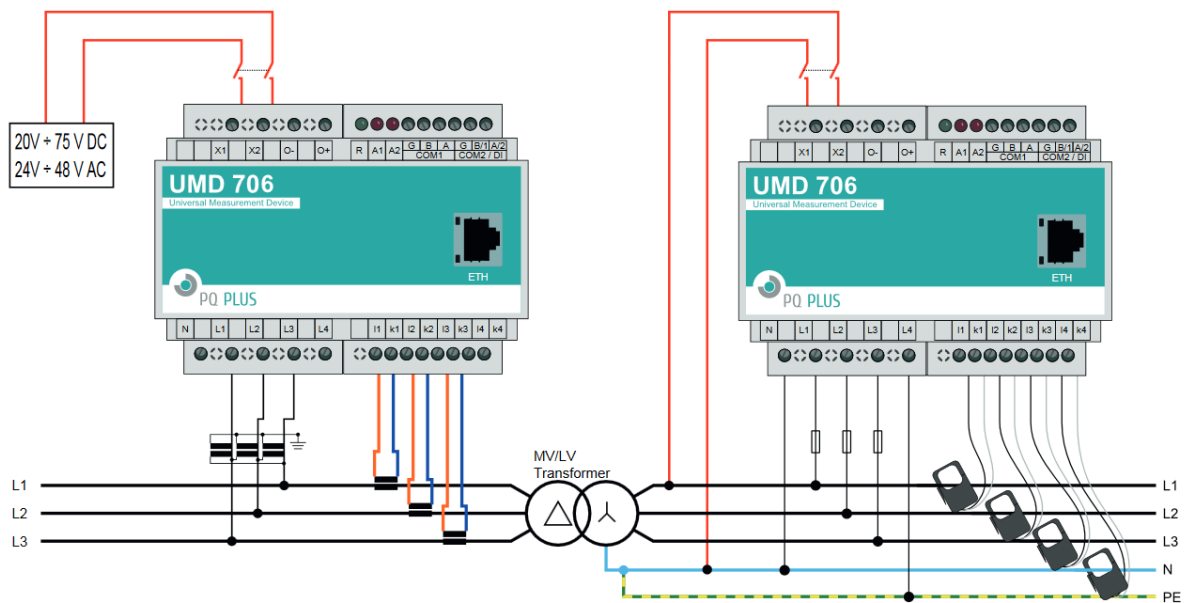 20V ÷ 75 V DC
24V ÷ 48 V AC
X1 X2 O- O+ R A1 A2 G B A G B/1 A/2
COM1 COM2 / DI
UMD 706
Universal Measurement Device
ETH
PQ PLUS
N L1 L2 L3 L4 I1 k1 I2 k2 I3 k3 I4 k4
X1 X2 O- O+ R A1 A2 G B A G B/1 A/2
COM1 COM2 / DI
UMD 706
Universal Measurement Device
ETH
PQ PLUS
N L1 L2 L3 L4 I1 k1 I2 k2 I3 k3 I4 k4
MV/LV
Transformer
L1
L2
L3
L1
L2
L3
N
PE